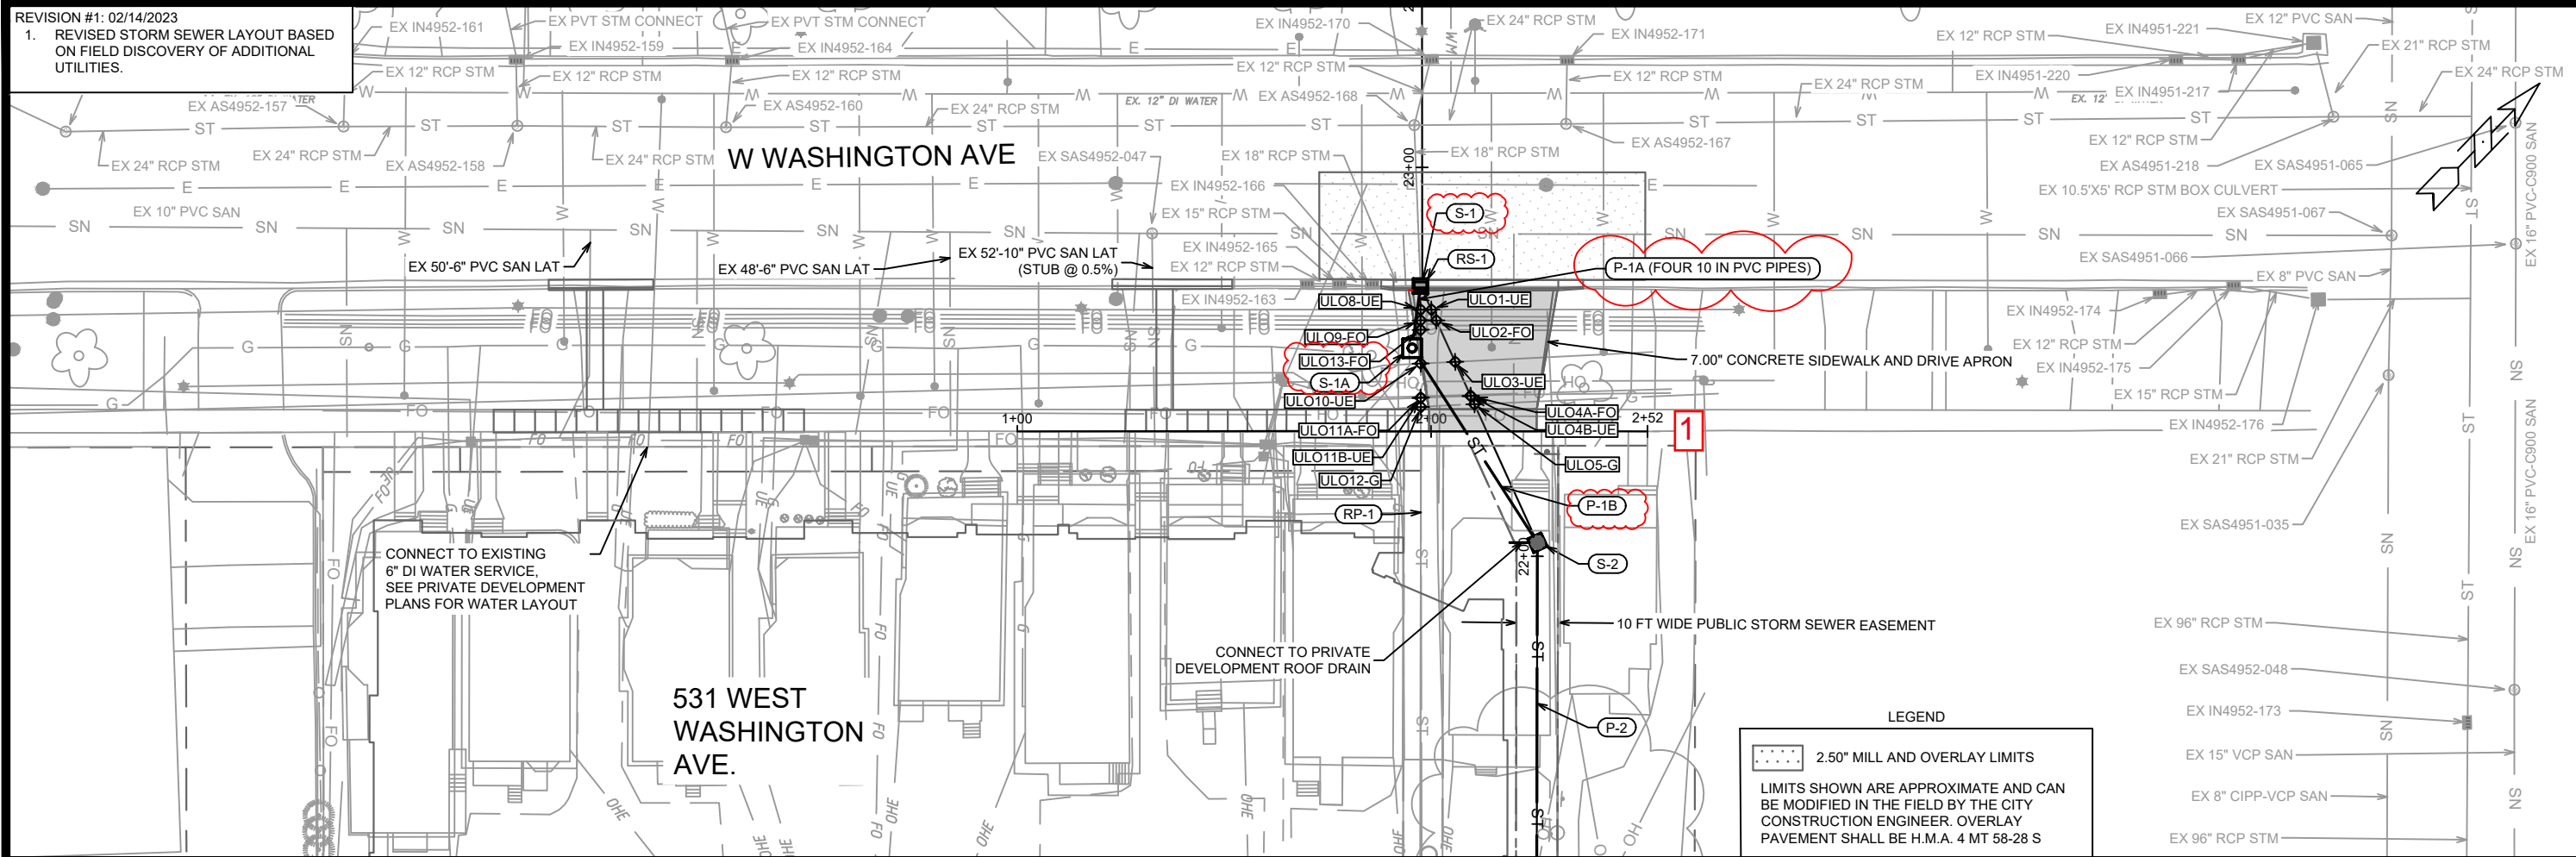 REVISION #1: 02/14/2023
1. REVISED STORM SEWER LAYOUT BASED
ON FIELD DISCOVERY OF ADDITIONAL
UTILITIES.
EX IN4952-161
EX PVT STM CONNECT
EX PVT STM CONNECT
EX IN4952-159
EX IN4952-164
EX IN4952-170
EX 24" RCP STM
EX IN4952-171
EX IN4951-221
EX 12" PVC SAN
EX 12" RCP STM
EX 21" RCP STM
EX 12" RCP STM
EX 12" RCP STM
EX 12" RCP STM
EX 12" RCP STM
EX 12" RCP STM
EX 24" RCP STM
EX IN4951-220
EX 24" RCP STM
EX AS4952-157
EX AS4952-160
EX 24" RCP STM
EX. 12" DI WATER
EX AS4952-168
EX. 12"
EX IN4951-217
EX 24" RCP STM
EX 24" RCP STM
EX AS4952-158
EX 24" RCP STM
W WASHINGTON AVE
EX SAS4952-047
EX 18" RCP STM
23+00
EX 18" RCP STM
EX AS4952-167
EX 12" RCP STM
EX AS4951-218
EX SAS4951-065
EX IN4952-166
EX 10.5'X5' RCP STM BOX CULVERT
EX 10" PVC SAN
EX 15" RCP STM
S-1
EX SAS4951-067
EX IN4952-165
EX 16" PVC-C900 SAN
EX 50'-6" PVC SAN LAT
EX 48'-6" PVC SAN LAT
EX 52'-10" PVC SAN LAT
(STUB @ 0.5%)
EX 12" RCP STM
RS-1
P-1A (FOUR 10 IN PVC PIPES)
EX SAS4951-066
EX 8" PVC SAN
EX IN4952-163
ULO8-UE
ULO1-UE
EX IN4952-174
ULO9-FO
ULO2-FO
EX 12" RCP STM
ULO13-FO
7.00" CONCRETE SIDEWALK AND DRIVE APRON
EX IN4952-175
S-1A
ULO3-UE
EX 15" RCP STM
ULO10-UE
ULO4A-FO
1+00
2+00
2+52
1
ULO11A-FO
ULO4B-UE
EX IN4952-176
ULO11B-UE
ULO5-G
EX 21" RCP STM
ULO12-G
EX 16" PVC-C900 SAN
RP-1
P-1B
EX SAS4951-035
CONNECT TO EXISTING
6" DI WATER SERVICE,
SEE PRIVATE DEVELOPMENT
PLANS FOR WATER LAYOUT
22+00
S-2
10 FT WIDE PUBLIC STORM SEWER EASEMENT
EX 96" RCP STM
CONNECT TO PRIVATE
DEVELOPMENT ROOF DRAIN
EX SAS4952-048
531 WEST
WASHINGTON
AVE.
P-2
EX IN4952-173
LEGEND
2.50" MILL AND OVERLAY LIMITS
EX 15" VCP SAN
LIMITS SHOWN ARE APPROXIMATE AND CAN
BE MODIFIED IN THE FIELD BY THE CITY
CONSTRUCTION ENGINEER. OVERLAY
PAVEMENT SHALL BE H.M.A. 4 MT 58-28 S
EX 8" CIPP-VCP SAN
EX 96" RCP STM